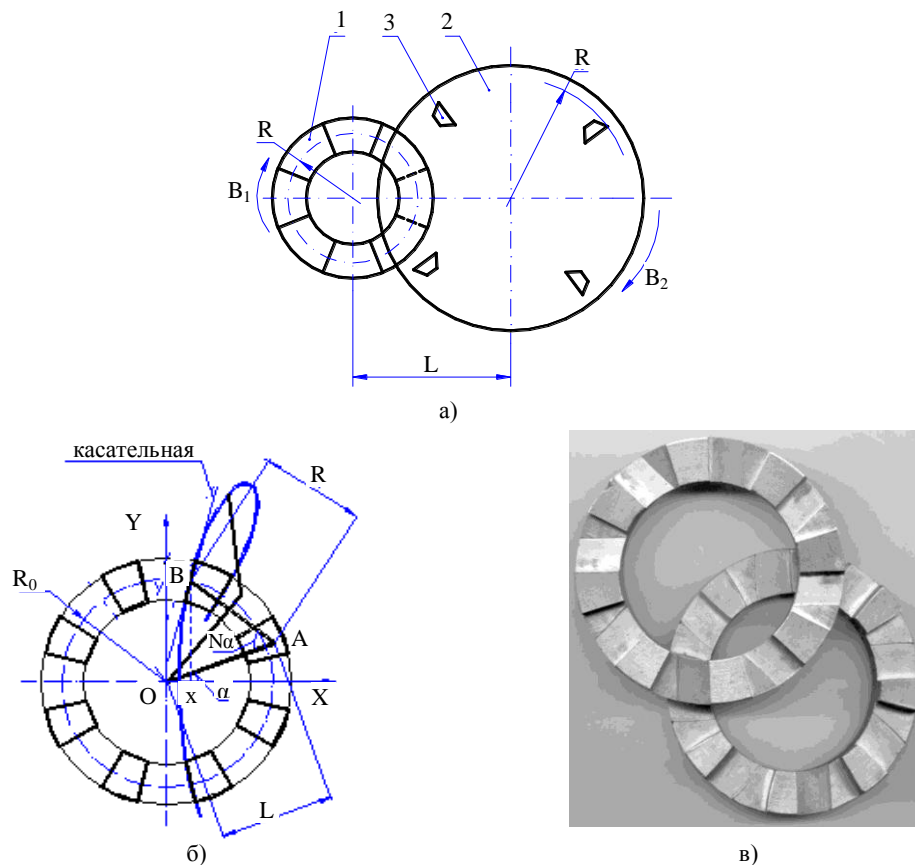 1
3
2
R
R
B₁
B₂
L
а)
касательная
R
Y
R₀
B
y
A
Nα
O
x
α
X
L
б)
в)